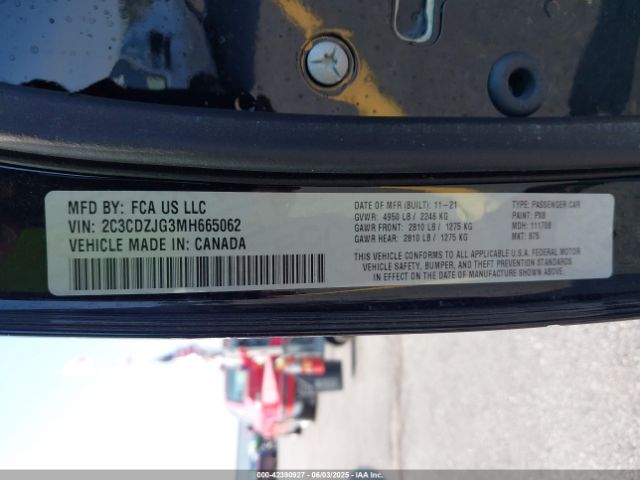 MFD BY: FCA US LLC
VIN: 2C3CDZJG3MH665062
VEHICLE MADE IN: CANADA
DATE OF MFR (BUILT): 11-21
GVWR: 4950 LB / 2246 KG
GAWR FRONT: 2810 LB / 1275 KG
GAWR REAR: 2810 LB / 1275 KG
TYPE: PASSENGER CAR
PAINT: PX8
MDH: 111708
MAT: 975
THIS VEHICLE CONFORMS TO ALL APPLICABLE U.S.A. FEDERAL MOTOR
VEHICLE SAFETY, BUMPER, AND THEFT PREVENTION STANDARDS
IN EFFECT ON THE DATE OF MANUFACTURE SHOWN ABOVE.
000-42390927 - 06/03/2025 - IAAI.com